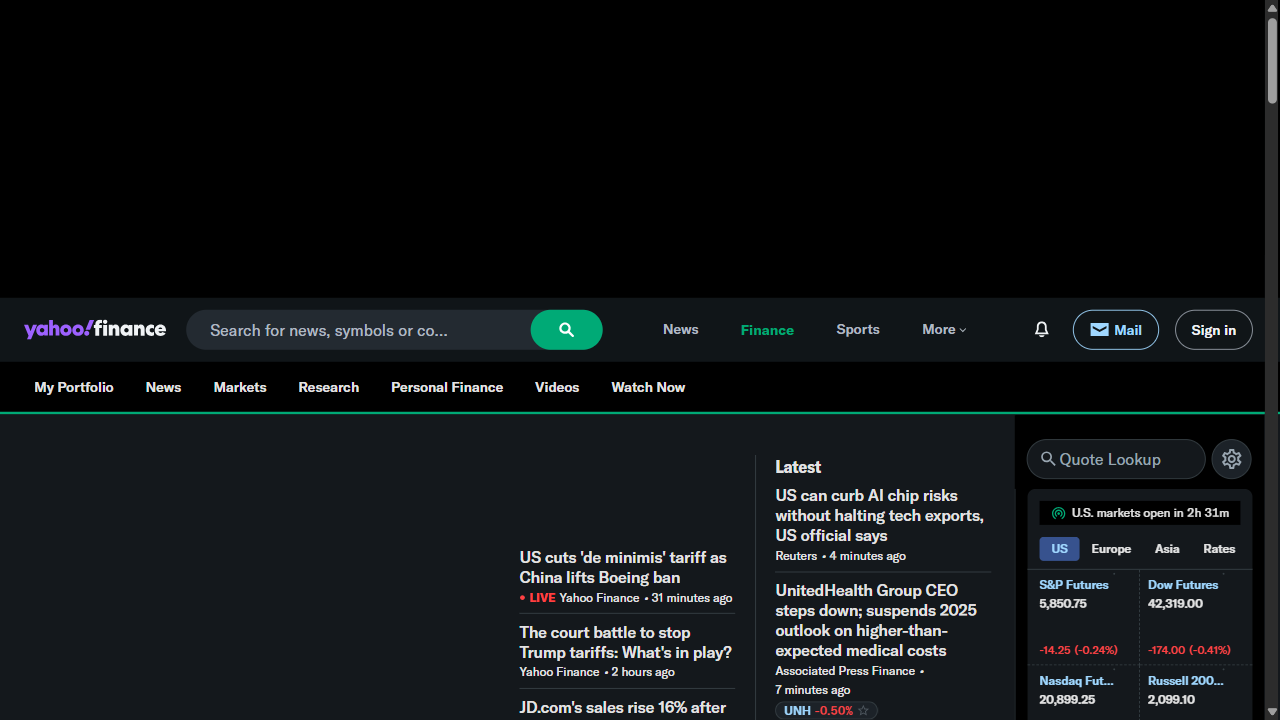 yahoo!finance
Search for news, symbols or co...
News
Finance
Sports
More
Mail
Sign in
My Portfolio
News
Markets
Research
Personal Finance
Videos
Watch Now
US cuts 'de minimis' tariff as
China lifts Boeing ban
• LIVE Yahoo Finance • 31 minutes ago
The court battle to stop
Trump tariffs: What's in play?
Yahoo Finance • 2 hours ago
JD.com's sales rise 16% after
Latest
US can curb AI chip risks
without halting tech exports,
US official says
Reuters • 4 minutes ago
UnitedHealth Group CEO
steps down; suspends 2025
outlook on higher-than-
expected medical costs
Associated Press Finance •
7 minutes ago
UNH -0.50%
Quote Lookup
U.S. markets open in 2h 31m
US
Europe
Asia
Rates
S&P Futures
5,850.75
-14.25 (-0.24%)
Dow Futures
42,319.00
-174.00 (-0.41%)
Nasdaq Fut...
20,899.25
Russell 200...
2,099.10